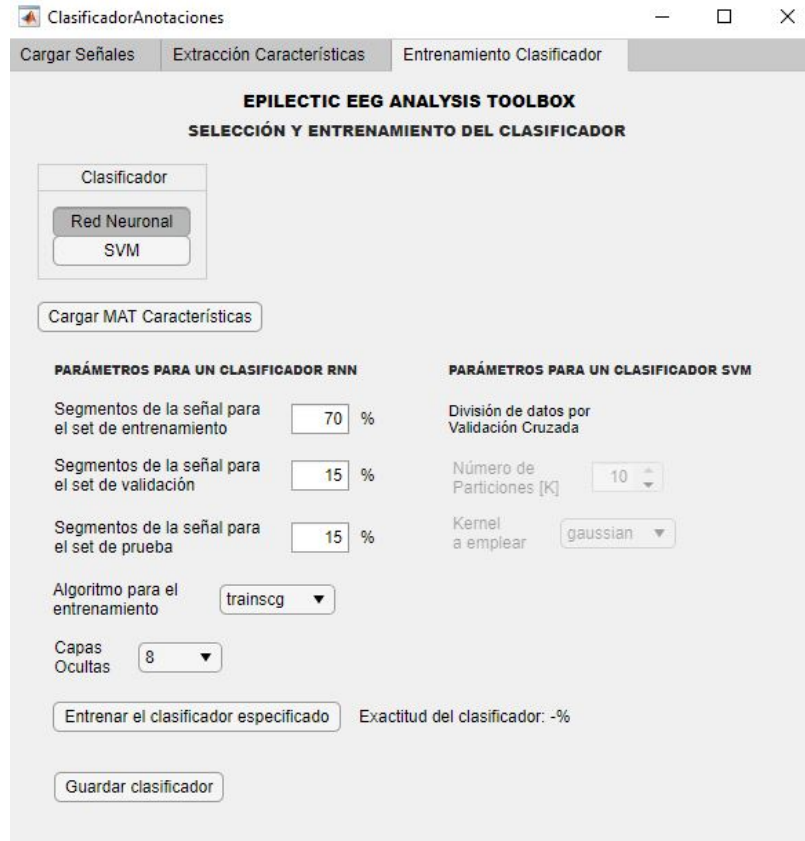 ClasificadorAnotaciones
Cargar Señales
Extracción Características
Entrenamiento Clasificador
EPILECTIC EEG ANALYSIS TOOLBOX
SELECCIÓN Y ENTRENAMIENTO DEL CLASIFICADOR
Clasificador
Red Neuronal
SVM
Cargar MAT Características
PARÁMETROS PARA UN CLASIFICADOR RNN
Segmentos de la señal para
el set de entrenamiento
70 %
Segmentos de la señal para
el set de validación
15 %
Segmentos de la señal para
el set de prueba
15 %
Algoritmo para el
entrenamiento
trainscg
Capas
Ocultas
8
PARÁMETROS PARA UN CLASIFICADOR SVM
División de datos por
Validación Cruzada
Número de
Particiones [K]
10
Kernel
a emplear
gaussian
Entrenar el clasificador especificado
Exactitud del clasificador: -%
Guardar clasificador